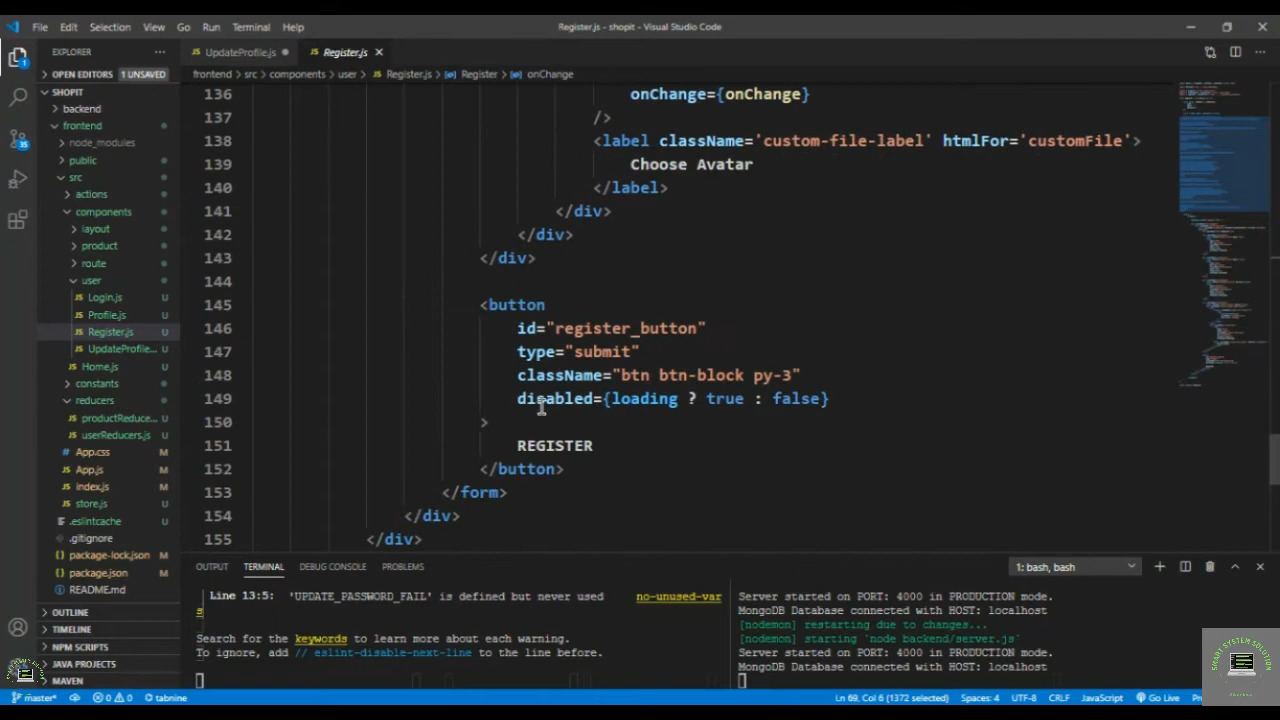 File Edit Selection View Go Run Terminal Help
Register.js - shopit - Visual Studio Code
EXPLORER
UpdateProfile.js
Register.js
OPEN EDITORS 1 UNSAVED
frontend > src > components > user > Register.js > Register > onChange
SHOPIT
backend
frontend
node_modules
public
src
actions
components
layout
product
route
user
Login.js U
Profile.js U
Register.js U
UpdateProfile... U
Home.js U
constants
reducers
productReduce... U
userReducers.js U
App.css M
App.js M
index.js M
store.js U
.eslintcache U
.gitignore
package-lock.json M
package.json M
README.md
OUTLINE
TIMELINE
NPM SCRIPTS
JAVA PROJECTS
MAVEN
136 onChange={onChange}
137 />
138 <label className='custom-file-label' htmlFor='customFile'>
139 Choose Avatar
140 </label>
141 </div>
142 </div>
143 </div>
144
145 <button
146 id="register_button"
147 type="submit"
148 className="btn btn-block py-3"
149 disabled={loading ? true : false}
150 >
151 REGISTER
152 </button>
153 </form>
154 </div>
155 </div>
OUTPUT TERMINAL DEBUG CONSOLE PROBLEMS
1: bash, bash
Line 13:5: 'UPDATE_PASSWORD_FAIL' is defined but never used no-unused-var
s
Search for the keywords to learn more about each warning.
To ignore, add // eslint-disable-next-line to the line before.
Server started on PORT: 4000 in PRODUCTION mode.
MongoDB Database connected with HOST: localhost
[nodemon] restarting due to changes...
[nodemon] starting `node backend/server.js`
Server started on PORT: 4000 in PRODUCTION mode.
MongoDB Database connected with HOST: localhost
master* 0 0 tabnine
Ln 69, Col 6 (1372 selected) Spaces: 4 UTF-8 CRLF JavaScript Go Live
SMART SYSTEM SOLUTION